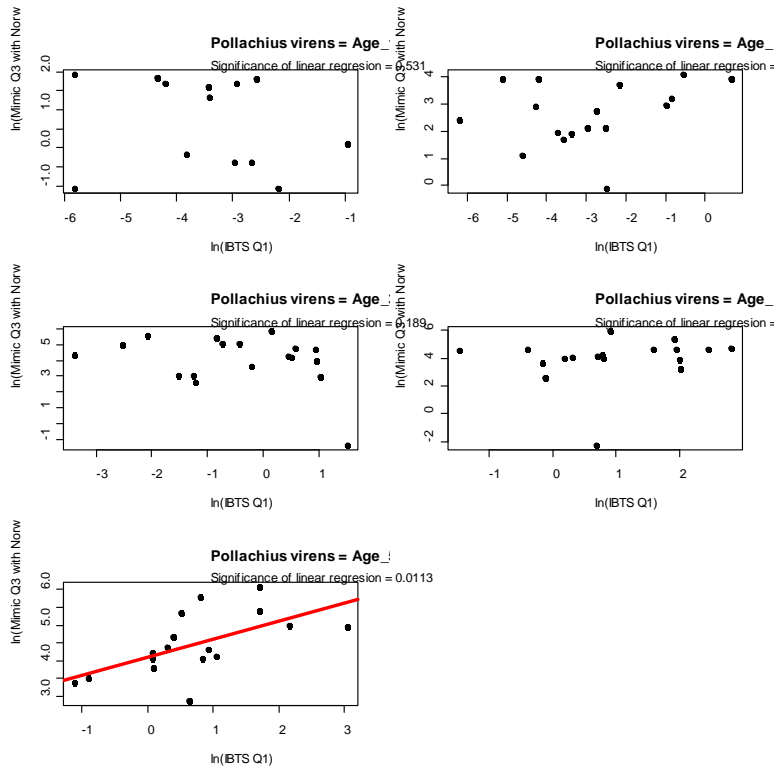 Pollachius virens = Age_
Significance of linear regresion = 0.531
ln(Mimic Q3 with Norw
2.0
1.0
0.0
-1.0
-6 -5 -4 -3 -2 -1
ln(IBTS Q1)
Pollachius virens = Age_
Significance of linear regresion =
ln(Mimic Q3 with Norw
4
3
2
1
0
-6 -5 -4 -3 -2 -1 0
ln(IBTS Q1)
Pollachius virens = Age_
Significance of linear regresion = 0.189
ln(Mimic Q3 with Norw
5
3
1
-1
-3 -2 -1 0 1
ln(IBTS Q1)
Pollachius virens = Age_
Significance of linear regresion =
ln(Mimic Q3 with Norw
6
4
2
0
-2
-1 0 1 2
ln(IBTS Q1)
Pollachius virens = Age_
Significance of linear regresion = 0.0113
ln(Mimic Q3 with Norw
6.0
5.0
4.0
3.0
-1 0 1 2 3
ln(IBTS Q1)